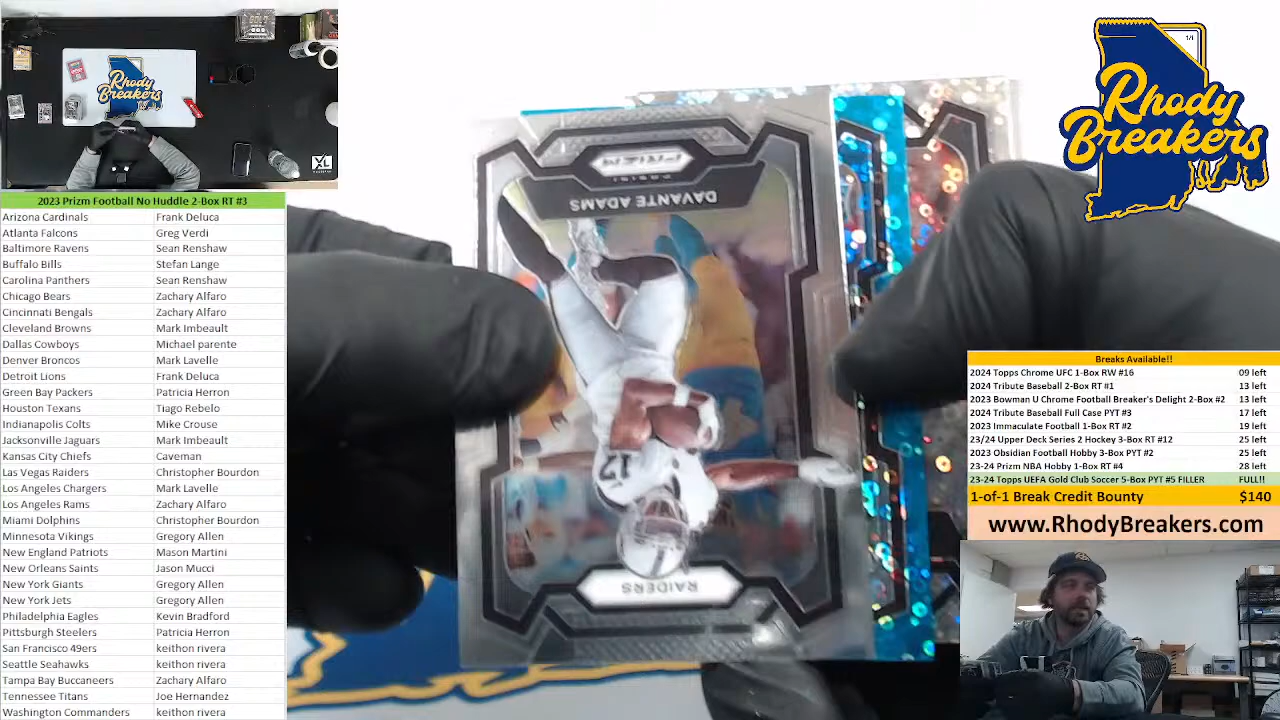 Rhody
Breakers
XL
2023 Prizm Football No Huddle 2-Box RT #3
Arizona Cardinals Frank Deluca
Atlanta Falcons Greg Verdi
Baltimore Ravens Sean Renshaw
Buffalo Bills Stefan Lange
Carolina Panthers Sean Renshaw
Chicago Bears Zachary Alfaro
Cincinnati Bengals Zachary Alfaro
Cleveland Browns Mark Imbeault
Dallas Cowboys Michael parente
Denver Broncos Mark Lavelle
Detroit Lions Frank Deluca
Green Bay Packers Patricia Herron
Houston Texans Tiago Rebelo
Indianapolis Colts Mike Crouse
Jacksonville Jaguars Mark Imbeault
Kansas City Chiefs Caveman
Las Vegas Raiders Christopher Bourdon
Los Angeles Chargers Mark Lavelle
Los Angeles Rams Zachary Alfaro
Miami Dolphins Christopher Bourdon
Minnesota Vikings Gregory Allen
New England Patriots Mason Martini
New Orleans Saints Jason Mucci
New York Giants Gregory Allen
New York Jets Gregory Allen
Philadelphia Eagles Kevin Bradford
Pittsburgh Steelers Patricia Herron
San Francisco 49ers keithon rivera
Seattle Seahawks keithon rivera
Tampa Bay Buccaneers Zachary Alfaro
Tennessee Titans Joe Hernandez
Washington Commanders keithon rivera
RAIDERS
17
DAVANTE ADAMS
PANINI
PRIZM
1/1
Rhody
Breakers
Breaks Available!!
2024 Topps Chrome UFC 1-Box RW #16 09 left
2024 Tribute Baseball 2-Box RT #1 13 left
2023 Bowman U Chrome Football Breaker's Delight 2-Box #2 13 left
2024 Tribute Baseball Full Case PYT #3 17 left
2023 Immaculate Football 1-Box RT #2 19 left
23/24 Upper Deck Series 2 Hockey 3-Box RT #12 25 left
2023 Obsidian Football Hobby 3-Box PYT #2 25 left
23-24 Prizm NBA Hobby 1-Box RT #4 28 left
23-24 Topps UEFA Gold Club Soccer 5-Box PYT #5 FILLER FULL!!
1-of-1 Break Credit Bounty $140
www.RhodyBreakers.com